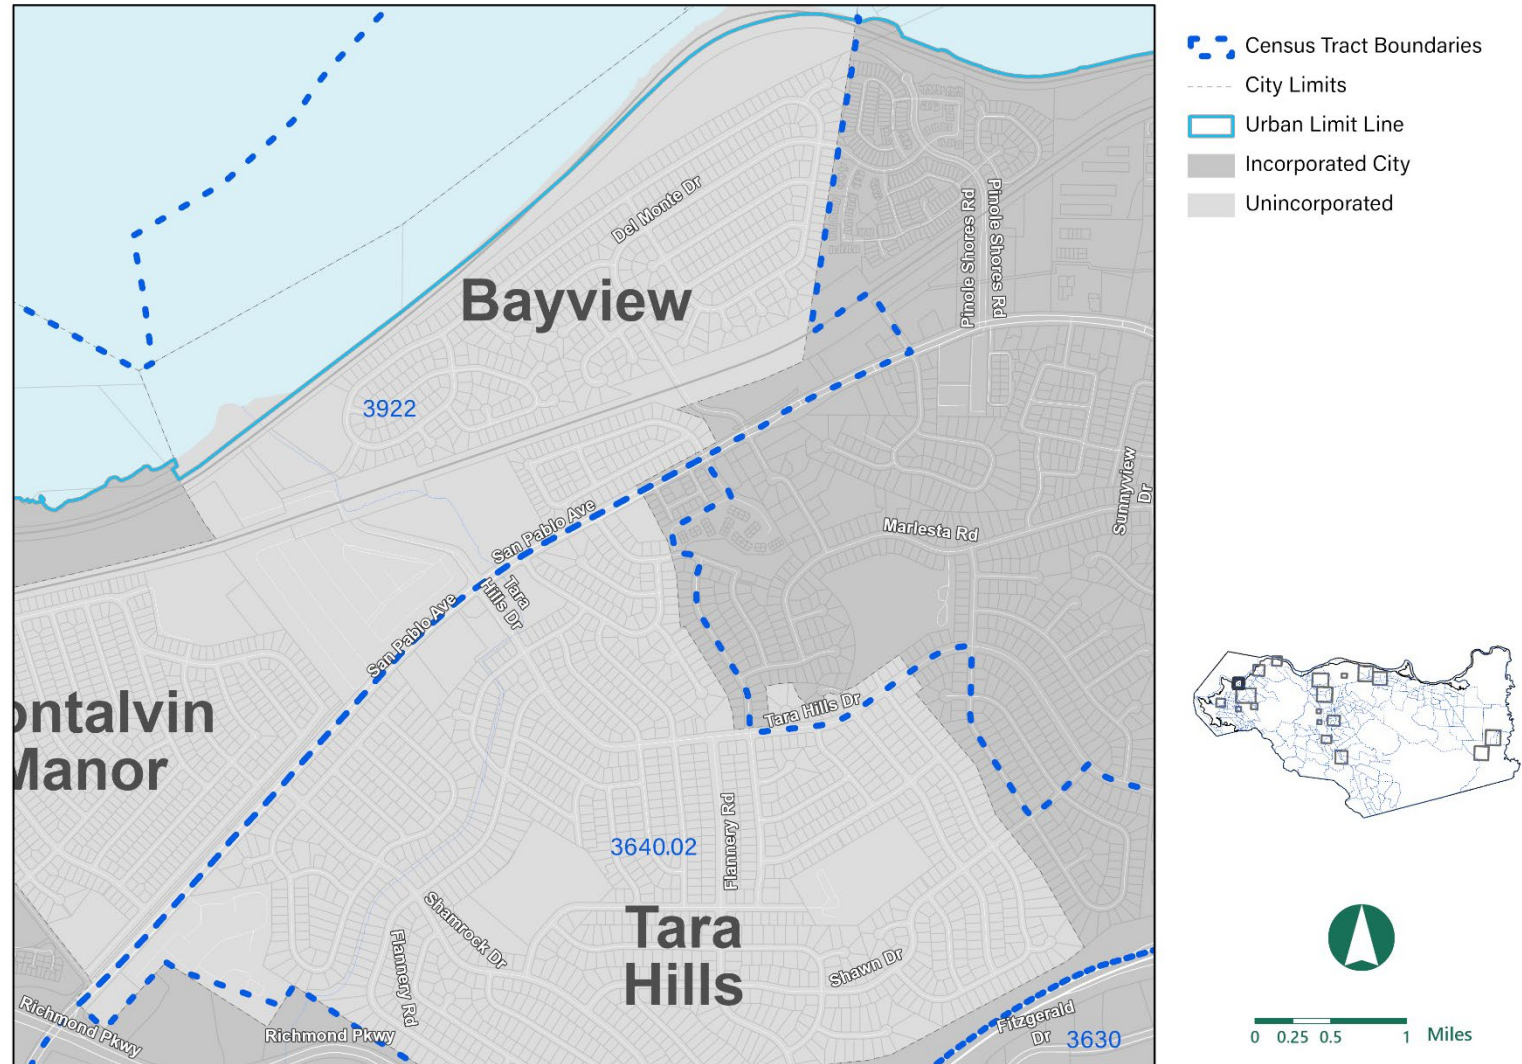 Census Tract Boundaries
City Limits
Urban Limit Line
Incorporated City
Unincorporated
Del Monte Dr
Pinole Shores Rd
Pinole Shores Rd
Bayview
3922
Sunnyview
Dr
San Pablo Ave
Marlesta Rd
Tara
Hills Dr
San Pablo Ave
ontalvin
Manor
Tara Hills Dr
3640.02
Flannery Rd
Shamrock Dr
Tara
Hills
Flannery Rd
Shawn Dr
Richmond Pkwy
Richmond Pkwy
Fitzgerald
Dr
3630
0 0.25 0.5 1 Miles